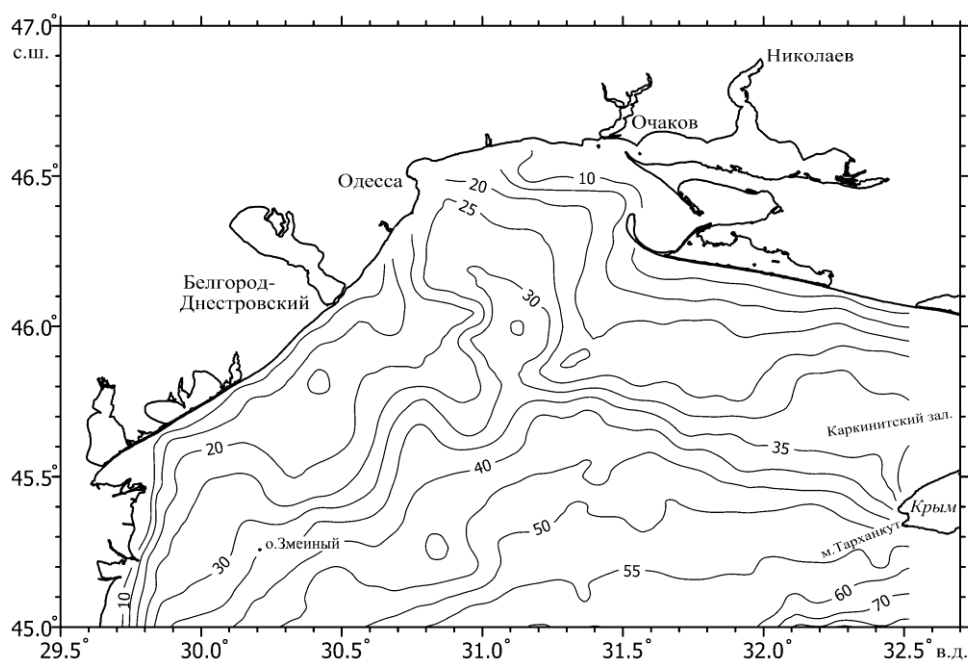 47.0°
с.ш.
Николаев
Очаков
46.5°
Одесса
20
10
25
Белгород-
Днестровский
30
46.0°
Каркинитский зал.
20
35
45.5°
40
Крым
50
о.Змеиный
м.Тарханкут
30
55
10
60
70
45.0°
29.5°
30.0°
30.5°
31.0°
31.5°
32.0°
32.5° в.д.